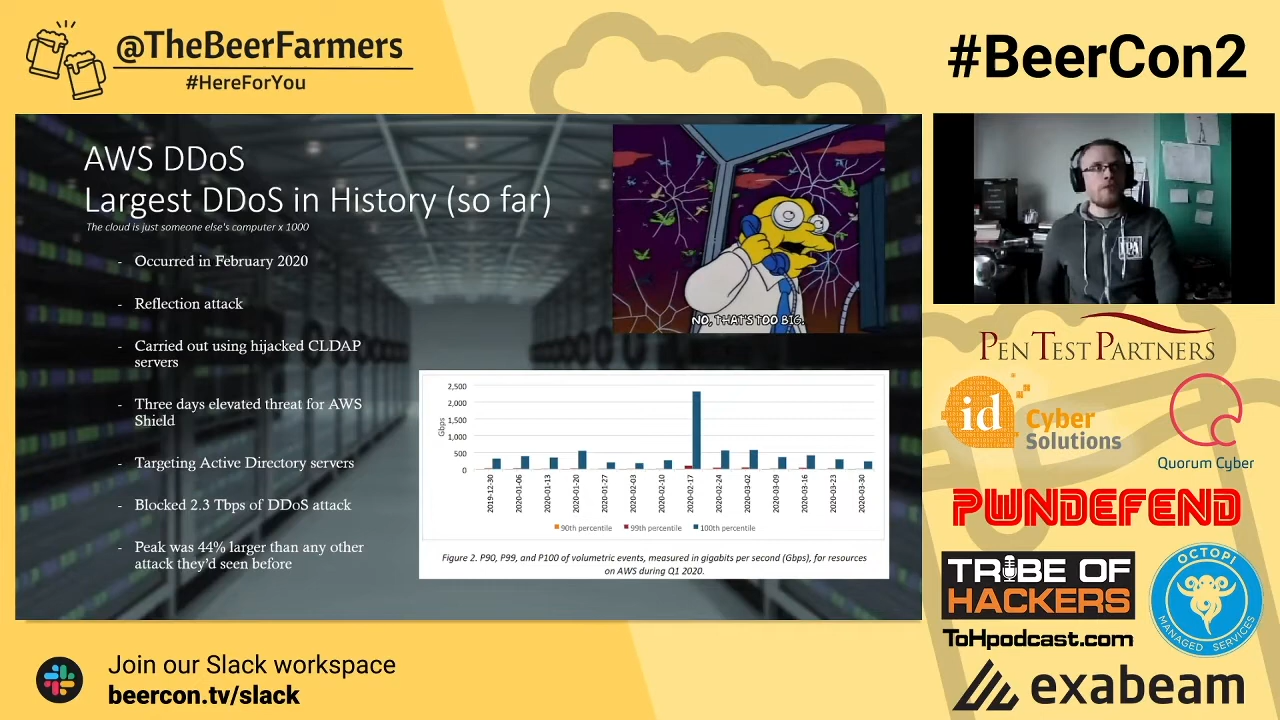 @TheBeerFarmers
#HereForYou
#BeerCon2
AWS DDoS
Largest DDoS in History (so far)
The cloud is just someone else's computer x 1000
- Occurred in February 2020
- Reflection attack
- Carried out using hijacked CLDAP
servers
- Three days elevated threat for AWS
Shield
- Targeting Active Directory servers
- Blocked 2.3 Tbps of DDoS attack
- Peak was 44% larger than any other
attack they'd seen before
NO, THAT'S TOO BIG.
2,500
2,000
1,500
1,000
500
0
Gbps
2019-12-30
2020-01-06
2020-01-13
2020-01-20
2020-01-27
2020-02-03
2020-02-10
2020-02-17
2020-02-24
2020-03-02
2020-03-09
2020-03-16
2020-03-23
2020-03-30
90th percentile 99th percentile 100th percentile
Figure 2. P90, P99, and P100 of volumetric events, measured in gigabits per second (Gbps), for resources
on AWS during Q1 2020.
PEN TEST PARTNERS
id Cyber
Solutions
Quorum Cyber
PWNDEFEND
TRIBE OF
HACKERS
ToHpodcast.com
OCTOPI
MANAGED SERVICES
exabeam
Join our Slack workspace
beercon.tv/slack